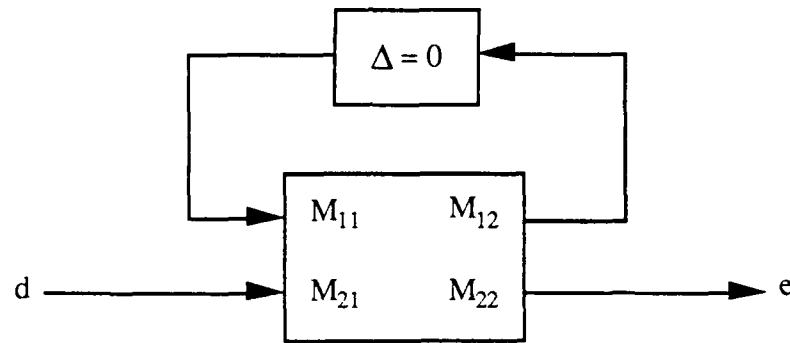 Δ = 0
M₁₁ M₁₂
d M₂₁ M₂₂ e